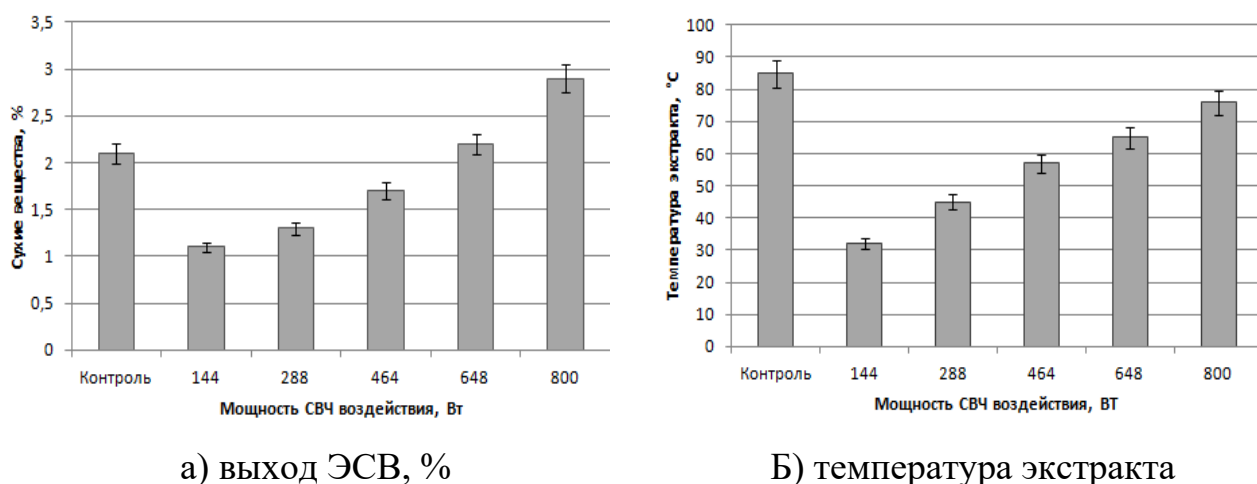 3,5
3
2,5
2
1,5
1
0,5
0
Сухие вещества, %
Контроль 144 288 464 648 800
Мощность СВЧ воздействия, Вт
а) выход ЭСВ, %
100
90
80
70
60
50
40
30
20
10
0
Температура экстракта, °С
Контроль 144 288 464 648 800
Мощность СВЧ воздействия, ВТ
Б) температура экстракта